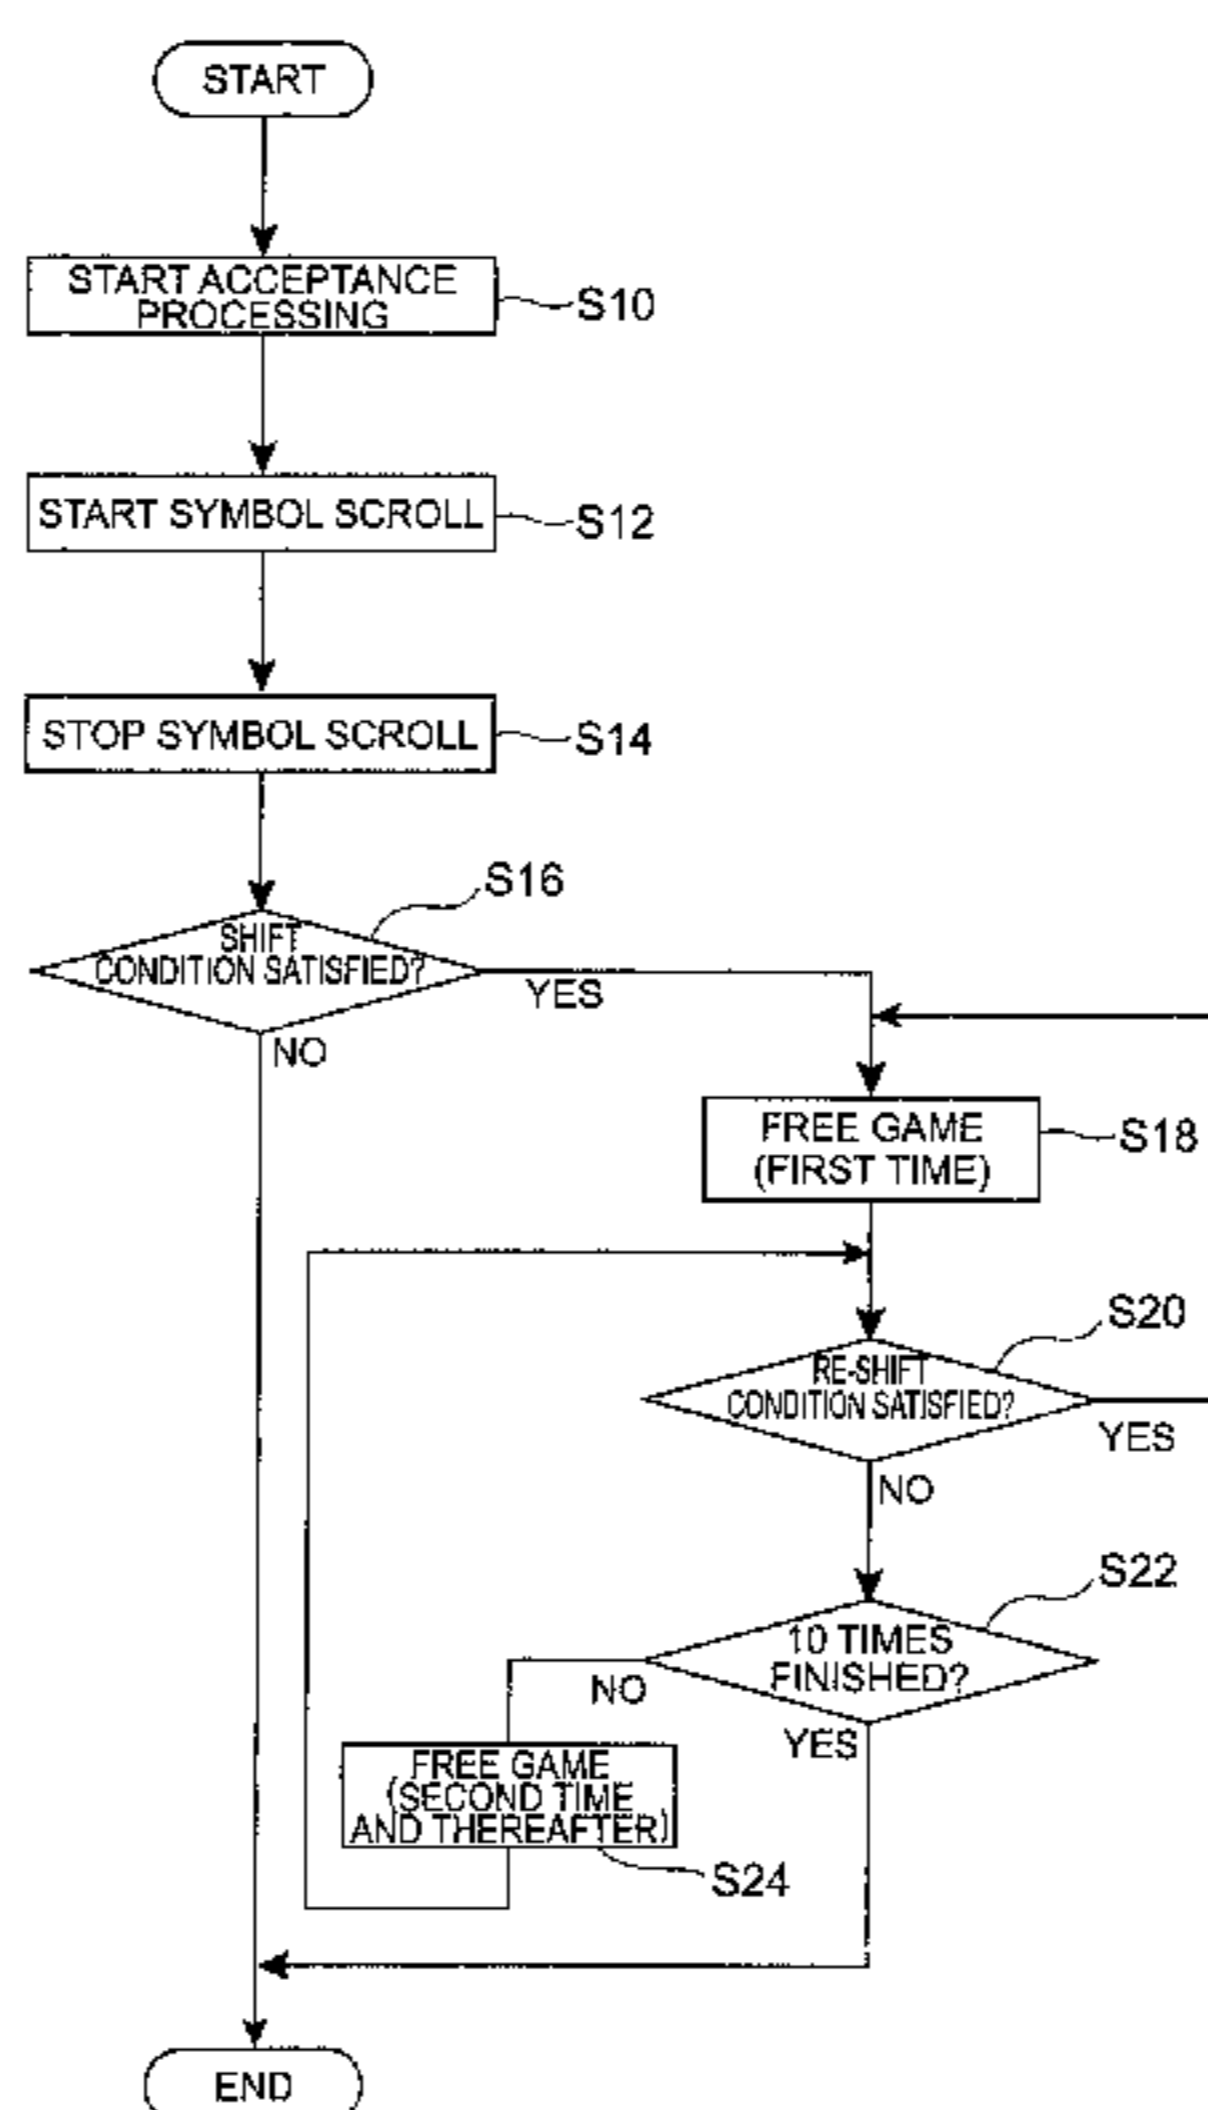 START
START ACCEPTANCE
PROCESSING
S10
START SYMBOL SCROLL
S12
STOP SYMBOL SCROLL
S14
S16
SHIFT
CONDITION SATISFIED?
YES
NO
FREE GAME
(FIRST TIME)
S18
S20
RE-SHIFT
CONDITION SATISFIED?
YES
NO
S22
10 TIMES
FINISHED?
NO
YES
FREE GAME
(SECOND TIME
AND THEREAFTER)
S24
END